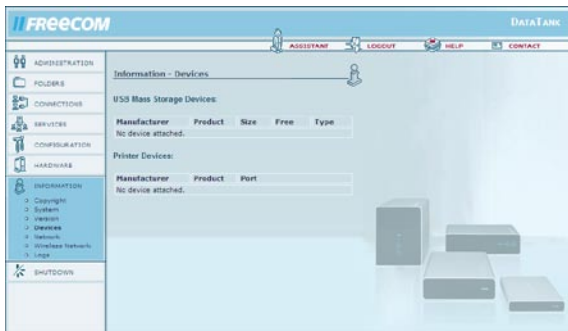 FREECOM
DATATANK
ASSISTANT LOGOUT HELP CONTACT
ADMINISTRATION
FOLDERS
CONNECTIONS
SERVICES
CONFIGURATION
HARDWARE
INFORMATION
Copyright
System
Version
Devices
Network
Wireless Network
Logs
SHUTDOWN
Information - Devices
USB Mass Storage Devices:
Manufacturer Product Size Free Type
No device attached.
Printer Devices:
Manufacturer Product Port
No device attached.